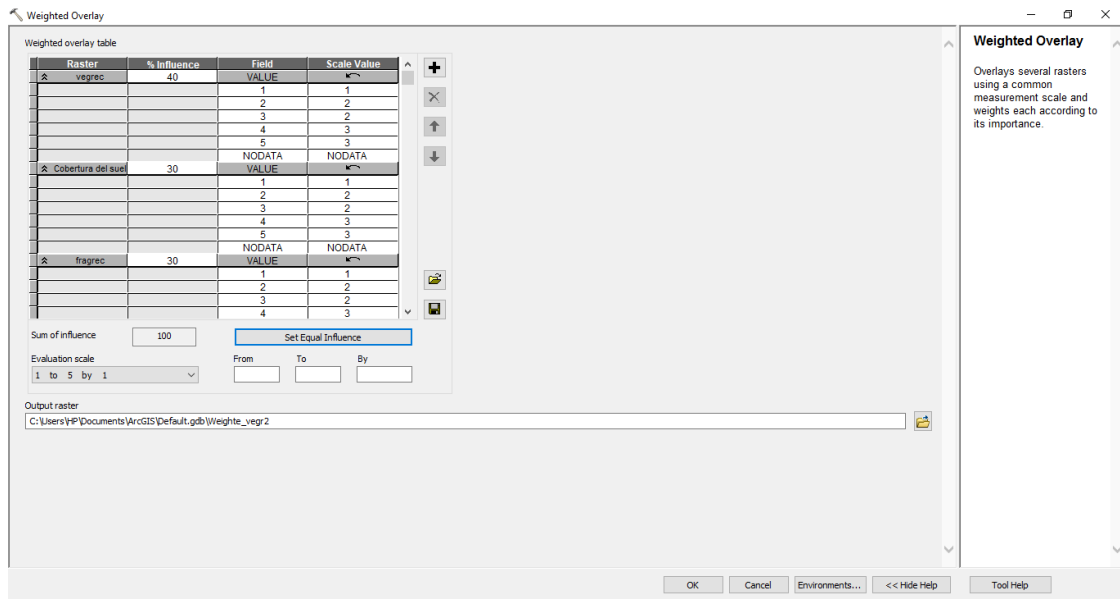 Weighted Overlay
Weighted overlay table
Raster % Influence Field Scale Value
vegrec 40 VALUE
1 1
2 2
3 2
4 3
5 3
NODATA NODATA
Cobertura del suel 30 VALUE
1 1
2 2
3 2
4 3
5 3
NODATA NODATA
fragrec 30 VALUE
1 1
2 2
3 2
4 3
Sum of influence 100 Set Equal Influence
Evaluation scale From To By
1 to 5 by 1
Output raster
C:\Users\HP\Documents\ArcGIS\Default.gdb\Weighte_vegr2
OK Cancel Environments... << Hide Help Tool Help
Weighted Overlay
Overlays several rasters
using a common
measurement scale and
weights each according to
its importance.